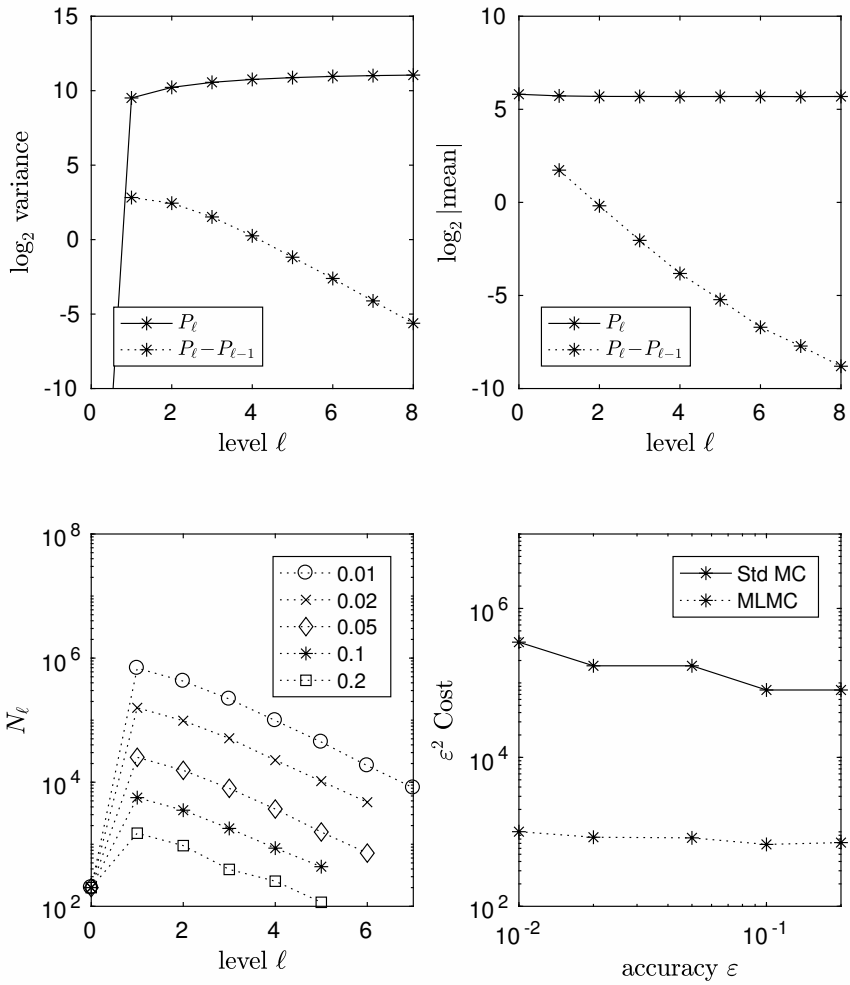 15
10
5
0
-5
-10
log₂ variance
0
2
4
6
8
level ℓ
P_ℓ
P_ℓ − P_{ℓ−1}
10
5
0
-5
-10
log₂ |mean|
0
2
4
6
8
level ℓ
P_ℓ
P_ℓ − P_{ℓ−1}
10⁸
10⁶
10⁴
10²
N_ℓ
0
2
4
6
level ℓ
0.01
0.02
0.05
0.1
0.2
10⁶
10⁴
10²
ε² Cost
10⁻²
10⁻¹
accuracy ε
Std MC
MLMC